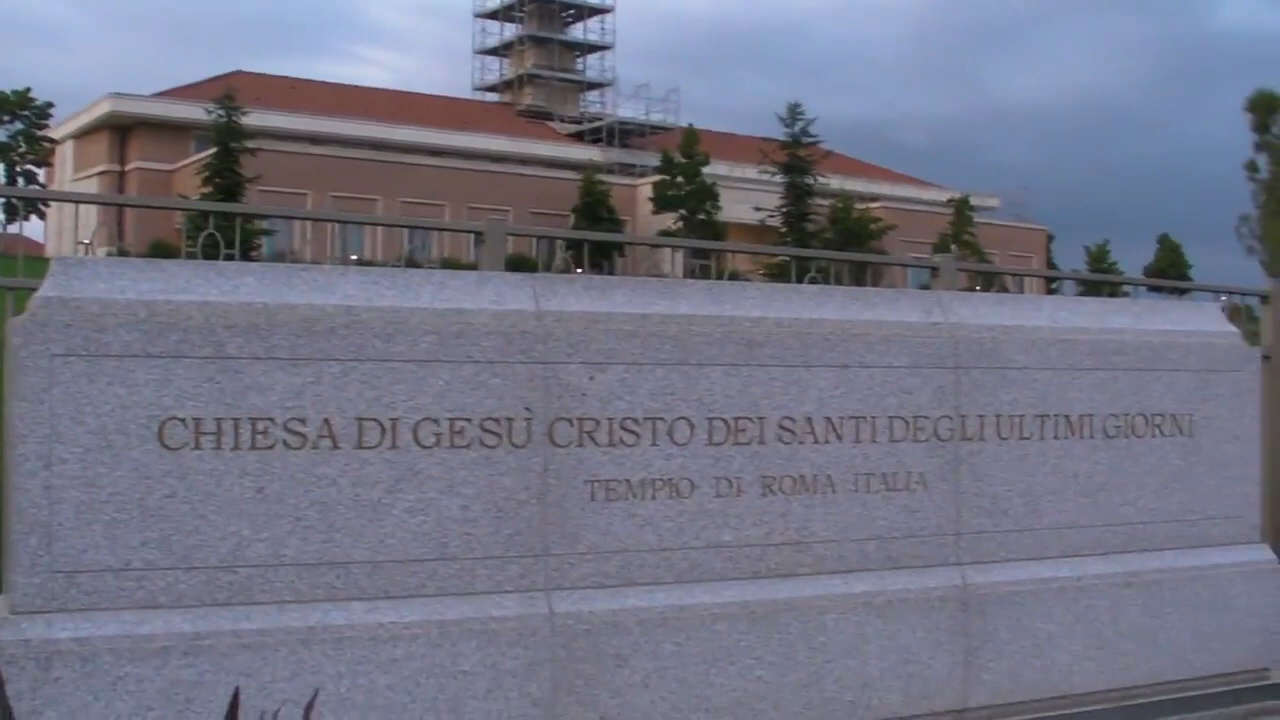 CHIESA DI GESÙ CRISTO DEI SANTI DEGLI ULTIMI GIORNI
TEMPIO DI ROMA ITALIA